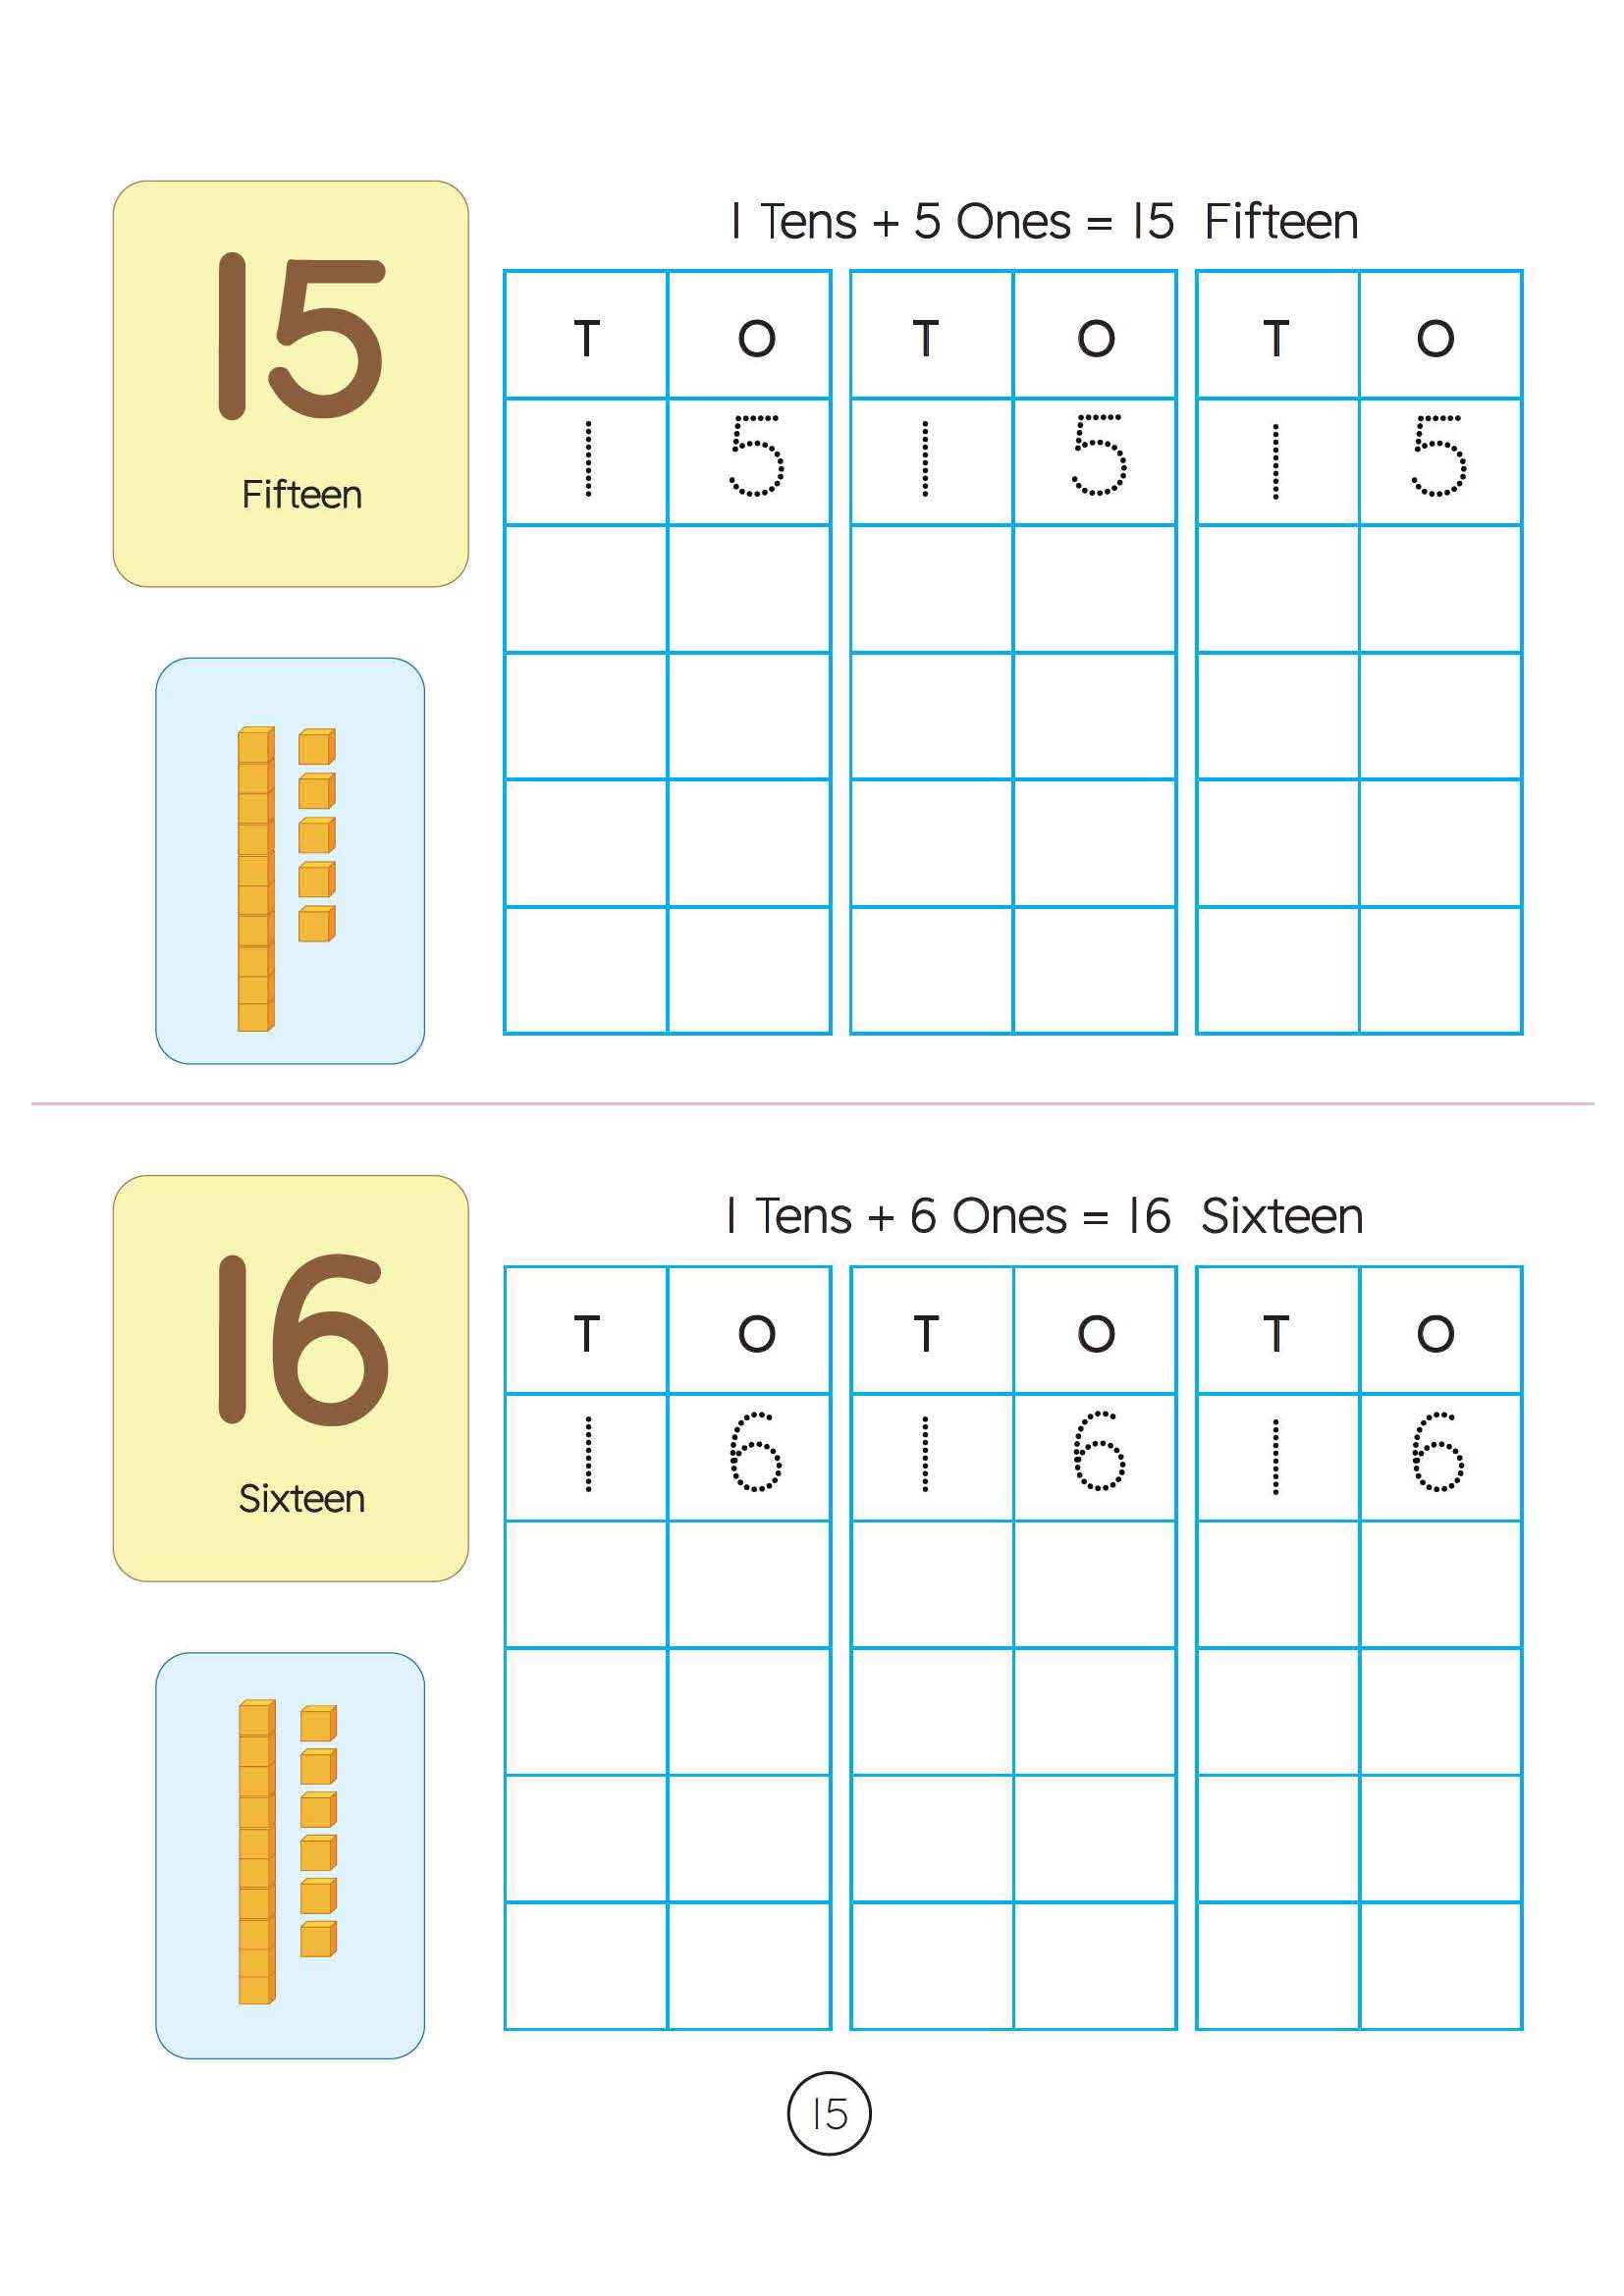 15
Fifteen
1 Tens + 5 Ones = 15 Fifteen
T O T O T O
1 5 1 5 1 5
16
Sixteen
1 Tens + 6 Ones = 16 Sixteen
T O T O T O
1 6 1 6 1 6
15